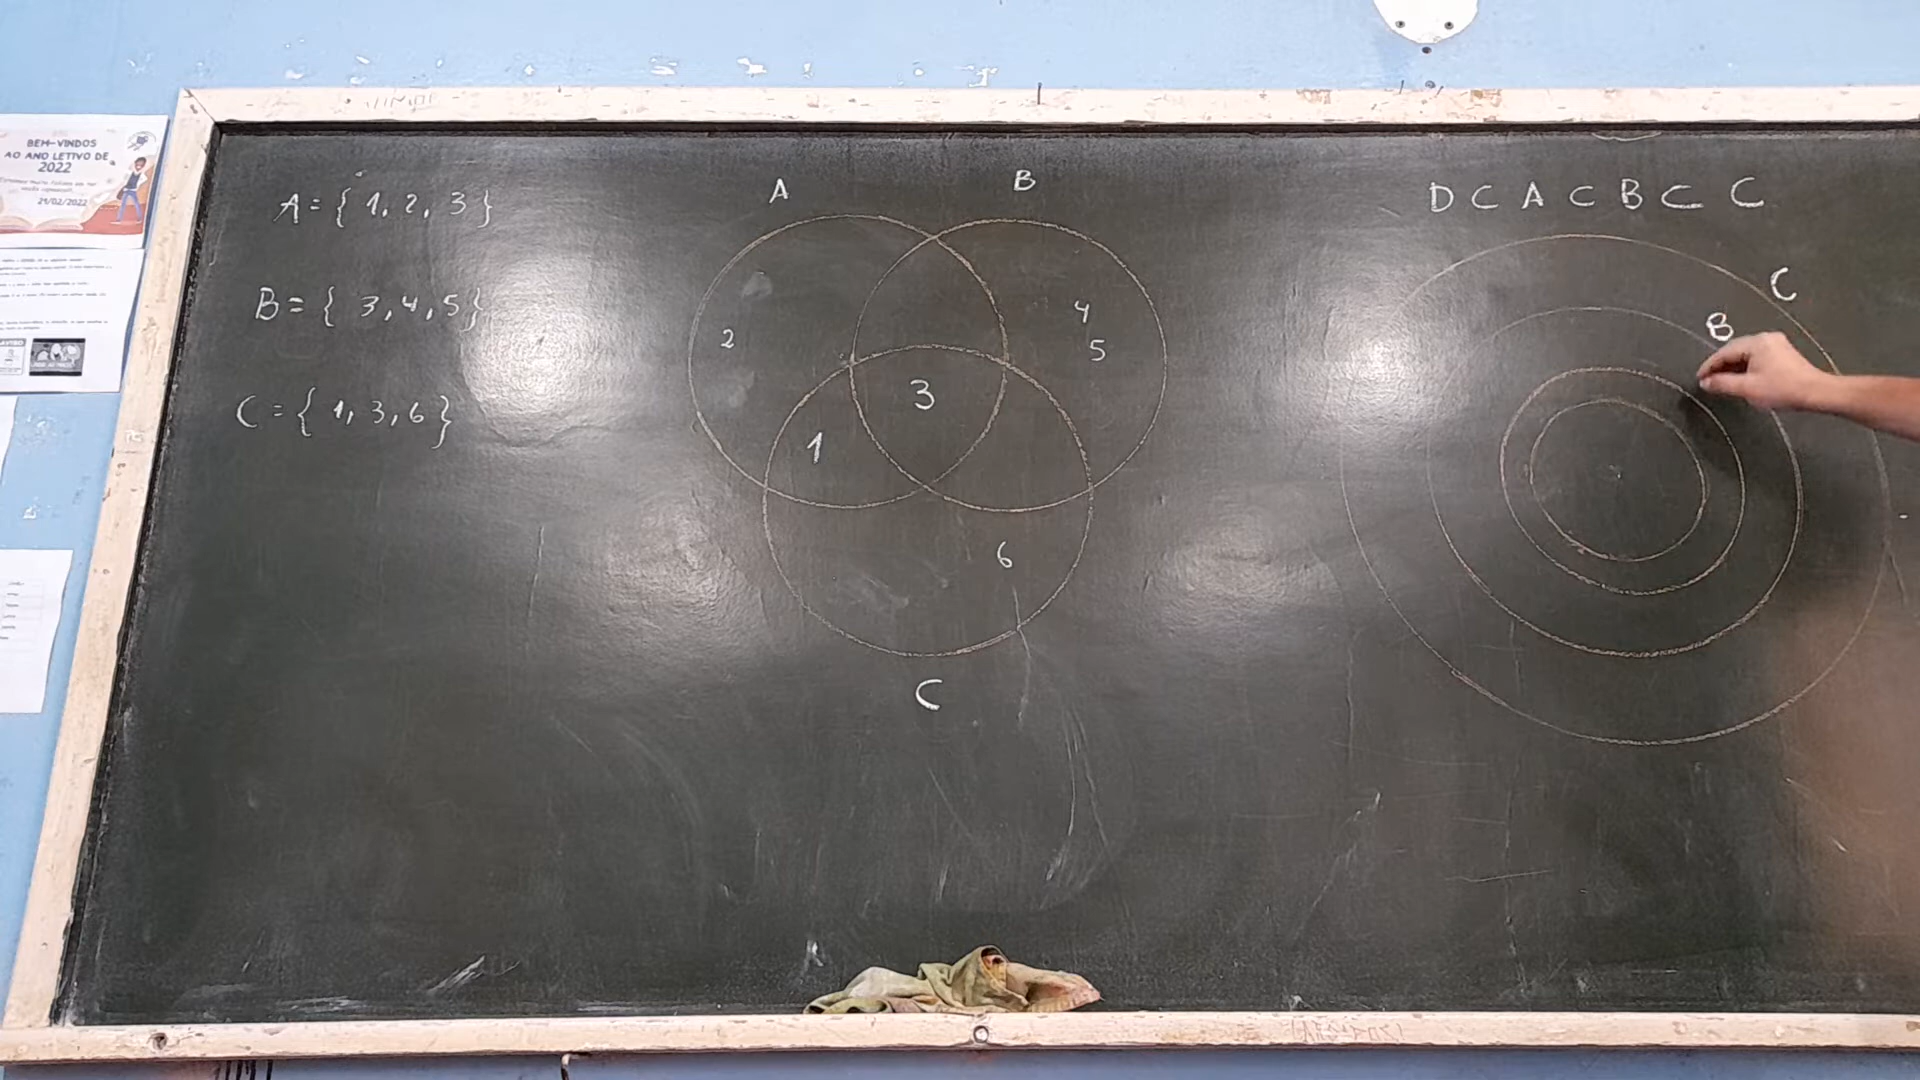 BEM-VINDOS
AO ANO LETIVO DE
2022
21/02/2022
A = { 1, 2, 3 }
B = { 3, 4, 5 }
C = { 1, 3, 6 }
A
B
2
4
5
3
1
6
C
D ⊂ A ⊂ B ⊂ C
C
B